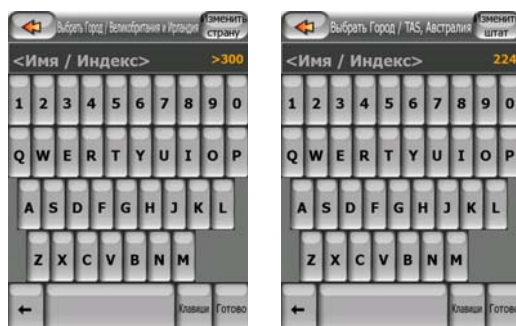 Выбрать Город / Великобритания и Ирландия
Изменить страну
<Имя / Индекс> >300
1 2 3 4 5 6 7 8 9 0
Q W E R T Y U I O P
A S D F G H J K L
Z X C V B N M
← Клавиши Готово
Выбрать Город / TAS, Австралия
Изменить штат
<Имя / Индекс> 224
1 2 3 4 5 6 7 8 9 0
Q W E R T Y U I O P
A S D F G H J K L
Z X C V B N M
← Клавиши Готово